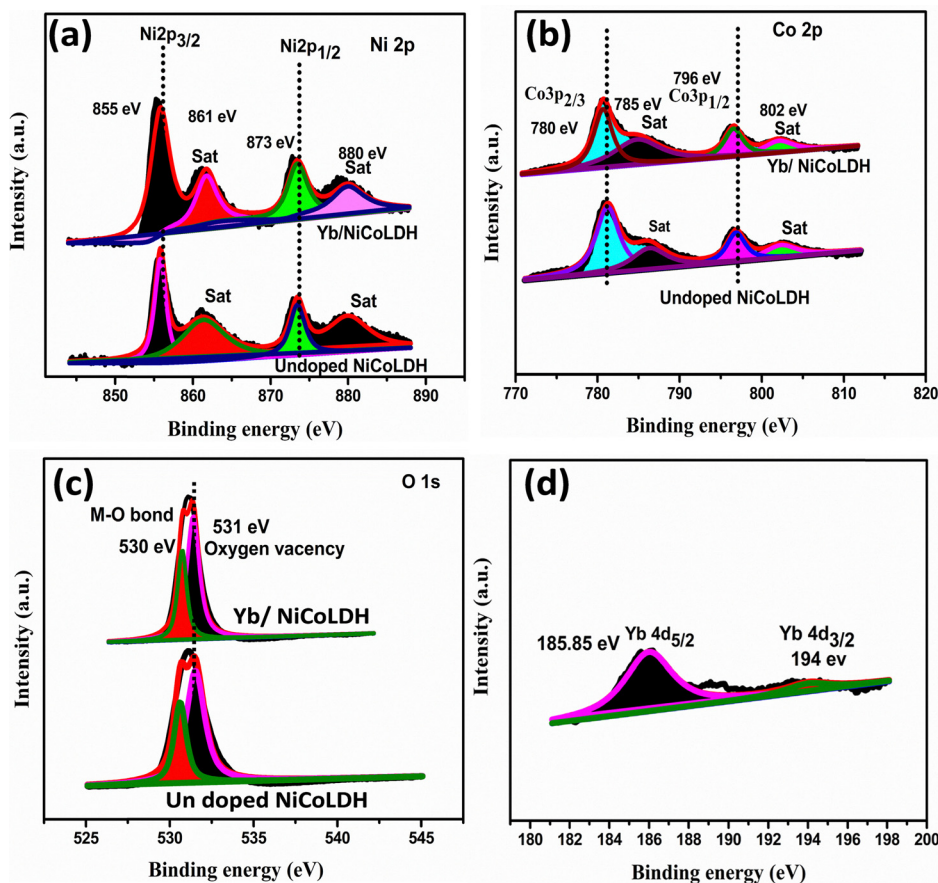 (a)
Ni2p3/2
Ni2p1/2
Ni 2p
855 eV
861 eV
873 eV
880 eV
Sat
Sat
Yb/NiCoLDH
Sat
Sat
Undoped NiCoLDH
Intensity (a.u.)
850 860 870 880 890
Binding energy (eV)
(b)
Co 2p
Co3p2/3
780 eV
785 eV
796 eV
Co3p1/2
802 eV
Sat
Sat
Yb/ NiCoLDH
Sat
Sat
Undoped NiCoLDH
Intensity (a.u.)
770 780 790 800 810 820
Binding energy (eV)
(c)
O 1s
M-O bond
530 eV
531 eV
Oxygen vacency
Yb/ NiCoLDH
Un doped NiCoLDH
Intensity (a.u.)
525 530 535 540 545
Binding energy (eV)
(d)
185.85 eV
Yb 4d5/2
Yb 4d3/2
194 ev
Intensity (a.u.)
180 182 184 186 188 190 192 194 196 198 200
Binding energy (eV)